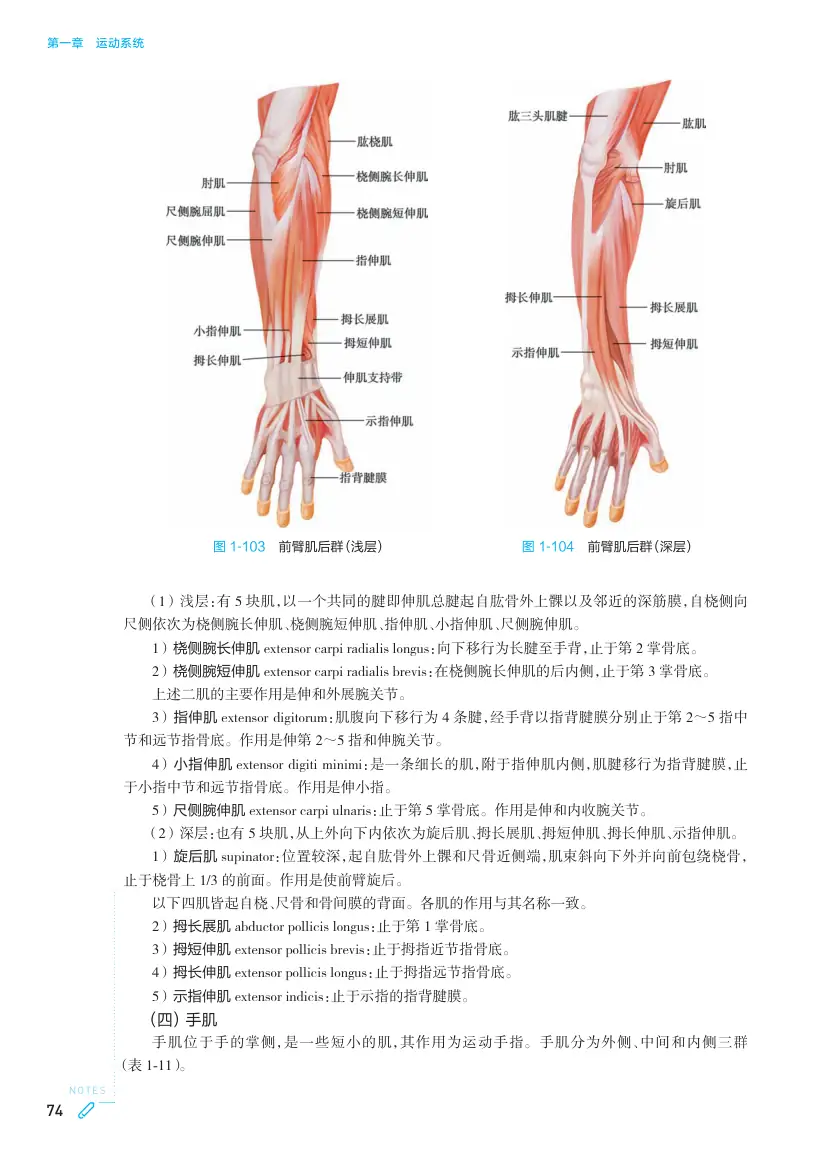 第一章　运动系统
肱桡肌
肘肌
桡侧腕长伸肌
尺侧腕屈肌
桡侧腕短伸肌
尺侧腕伸肌
指伸肌
拇长展肌
小指伸肌
拇短伸肌
拇长伸肌
伸肌支持带
示指伸肌
指背腱膜
肱三头肌腱
肱肌
肘肌
旋后肌
拇长伸肌
拇长展肌
示指伸肌
拇短伸肌
图 1-103　前臂肌后群（浅层）
图 1-104　前臂肌后群（深层）
（1）浅层：有 5 块肌，以一个共同的腱即伸肌总腱起自肱骨外上髁以及邻近的深筋膜，自桡侧向
尺侧依次为桡侧腕长伸肌、桡侧腕短伸肌、指伸肌、小指伸肌、尺侧腕伸肌。
1）桡侧腕长伸肌 extensor carpi radialis longus：向下移行为长腱至手背，止于第 2 掌骨底。
2）桡侧腕短伸肌 extensor carpi radialis brevis：在桡侧腕长伸肌的后内侧，止于第 3 掌骨底。
上述二肌的主要作用是伸和外展腕关节。
3）指伸肌 extensor digitorum：肌腹向下移行为 4 条腱，经手背以指背腱膜分别止于第 2～5 指中
节和远节指骨底。作用是伸第 2～5 指和伸腕关节。
4）小指伸肌 extensor digiti minimi：是一条细长的肌，附于指伸肌内侧，肌腱移行为指背腱膜，止
于小指中节和远节指骨底。作用是伸小指。
5）尺侧腕伸肌 extensor carpi ulnaris：止于第 5 掌骨底。作用是伸和内收腕关节。
（2）深层：也有 5 块肌，从上外向下内依次为旋后肌、拇长展肌、拇短伸肌、拇长伸肌、示指伸肌。
1）旋后肌 supinator：位置较深，起自肱骨外上髁和尺骨近侧端，肌束斜向下外并向前包绕桡骨，
止于桡骨上 1/3 的前面。作用是使前臂旋后。
以下四肌皆起自桡、尺骨和骨间膜的背面。各肌的作用与其名称一致。
2）拇长展肌 abductor pollicis longus：止于第 1 掌骨底。
3）拇短伸肌 extensor pollicis brevis：止于拇指近节指骨底。
4）拇长伸肌 extensor pollicis longus：止于拇指远节指骨底。
5）示指伸肌 extensor indicis：止于示指的指背腱膜。
（四）手肌
手肌位于手的掌侧，是一些短小的肌，其作用为运动手指。手肌分为外侧、中间和内侧三群
（表 1-11）。
NOTES
74